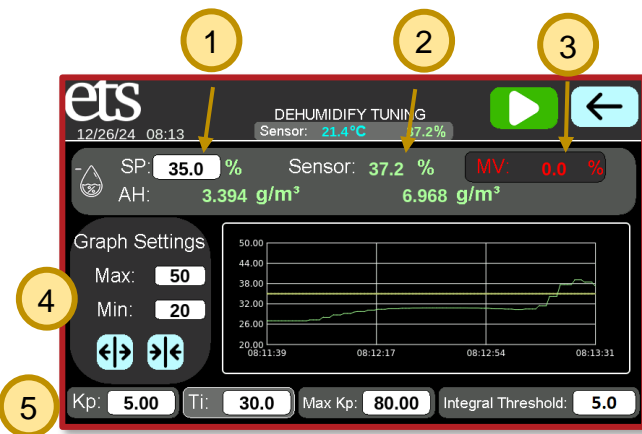 1
2
3
ets
DEHUMIDIFY TUNING
12/26/24 08:13
Sensor: 21.4°C 37.2%
SP: 35.0 %
Sensor: 37.2 %
MV: 0.0 %
%
AH: 3.394 g/m³
6.968 g/m³
4
Graph Settings
Max: 50
Min: 20
50.00
44.00
38.00
32.00
26.00
20.00
08:11:39 08:12:17 08:12:54 08:13:31
5
Kp: 5.00
Ti: 30.0
Max Kp: 80.00
Integral Threshold: 5.0